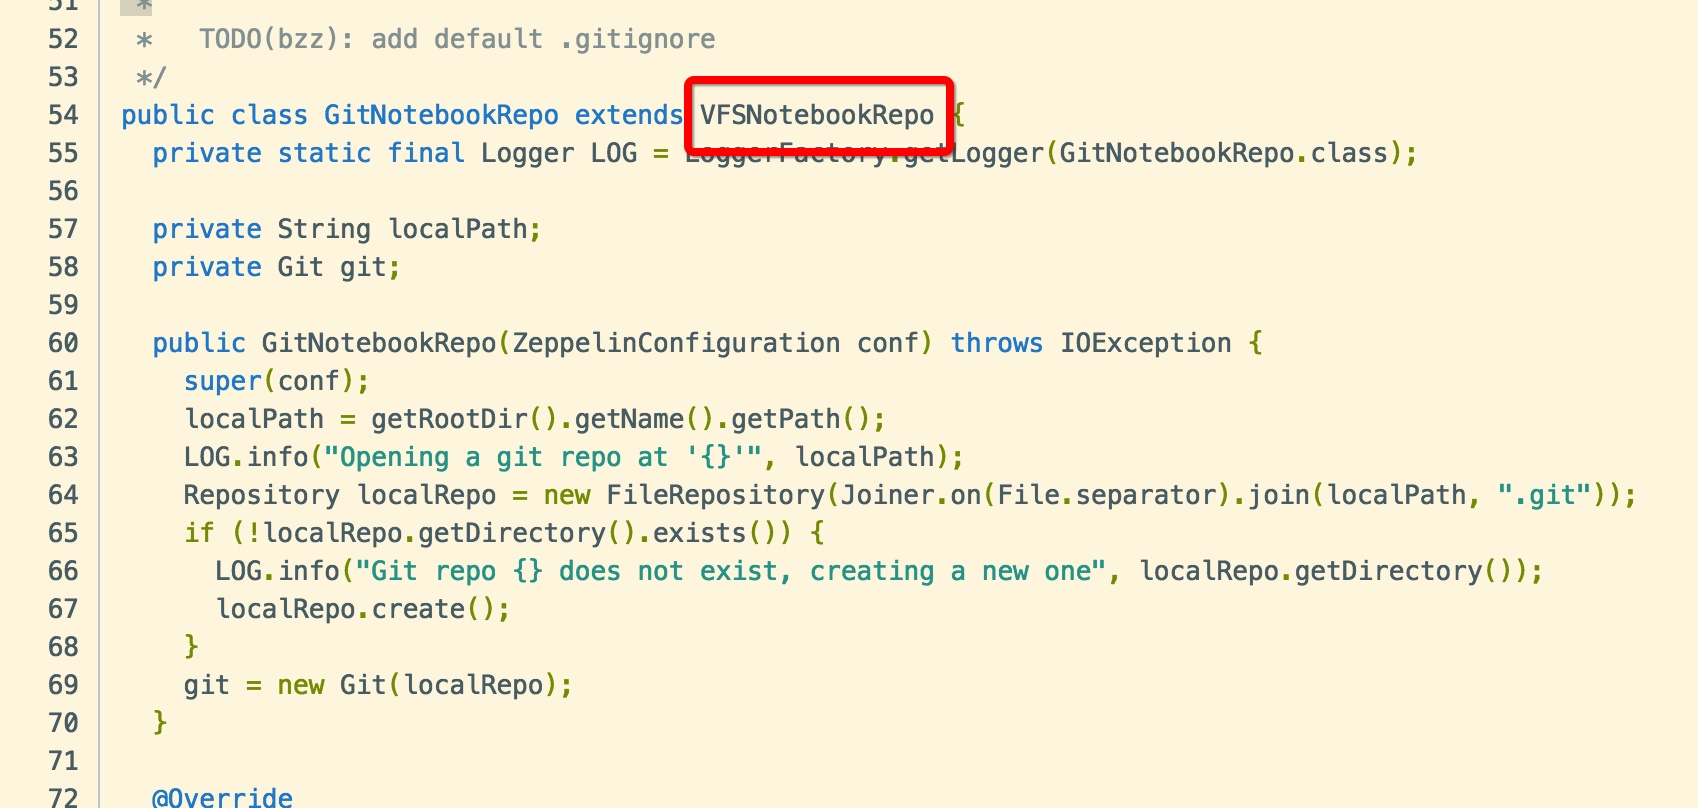 51 *
52 * TODO(bzz): add default .gitignore
53 */
54 public class GitNotebookRepo extends VFSNotebookRepo {
55 private static final Logger LOG = LoggerFactory.getLogger(GitNotebookRepo.class);
56
57 private String localPath;
58 private Git git;
59
60 public GitNotebookRepo(ZeppelinConfiguration conf) throws IOException {
61 super(conf);
62 localPath = getRootDir().getName().getPath();
63 LOG.info("Opening a git repo at '{}'", localPath);
64 Repository localRepo = new FileRepository(Joiner.on(File.separator).join(localPath, ".git"));
65 if (!localRepo.getDirectory().exists()) {
66 LOG.info("Git repo {} does not exist, creating a new one", localRepo.getDirectory());
67 localRepo.create();
68 }
69 git = new Git(localRepo);
70 }
71
72 @Override